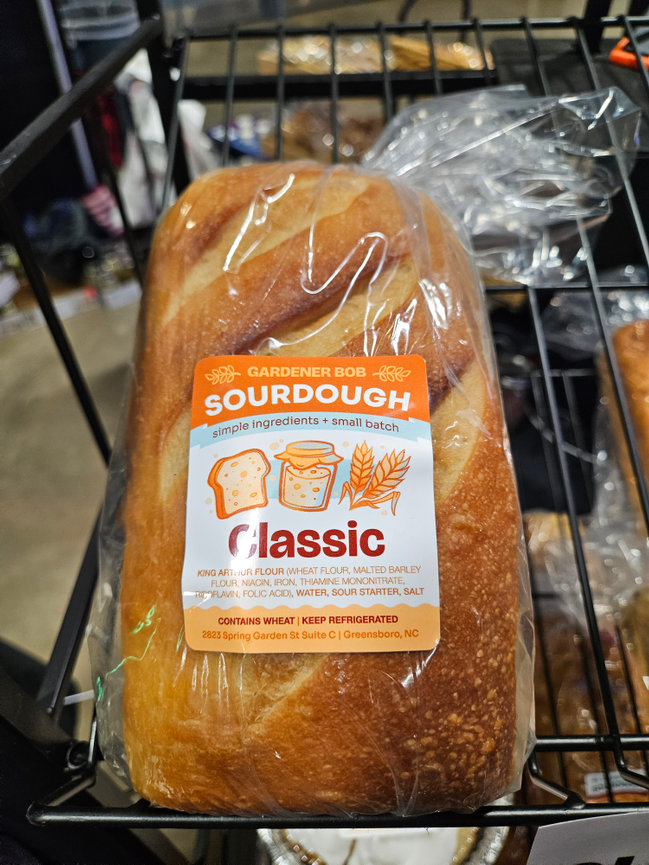 GARDENER BOB
SOURDOUGH
simple ingredients + small batch
Classic
KING ARTHUR FLOUR (WHEAT FLOUR, MALTED BARLEY
FLOUR, NIACIN, IRON, THIAMINE MONONITRATE,
RIBOFLAVIN, FOLIC ACID), WATER, SOUR STARTER, SALT
CONTAINS WHEAT | KEEP REFRIGERATED
2823 Spring Garden St Suite C | Greensboro, NC